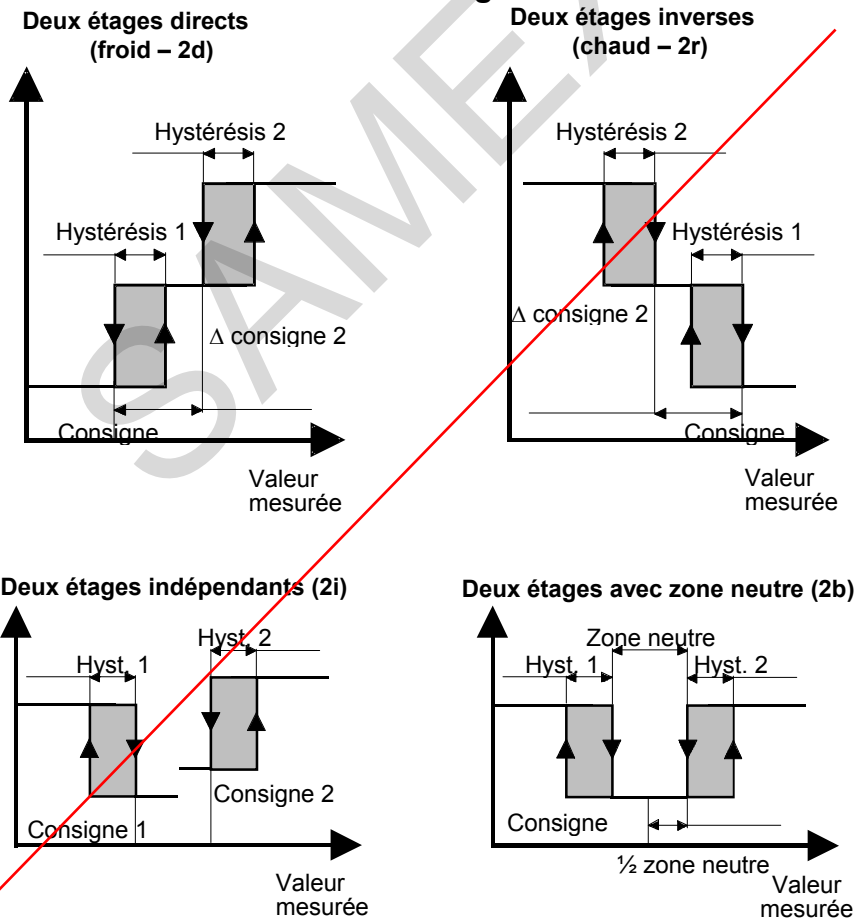 Deux étages directs
(froid – 2d)
Deux étages inverses
(chaud – 2r)
Hystérésis 2
Hystérésis 1
Δ consigne 2
Consigne
Valeur
mesurée
Hystérésis 2
Hystérésis 1
Δ consigne 2
Consigne
Valeur
mesurée
Deux étages indépendants (2i)
Hyst. 1
Hyst. 2
Consigne 1
Consigne 2
Valeur
mesurée
Deux étages avec zone neutre (2b)
Zone neutre
Hyst. 1
Hyst. 2
Consigne
½ zone neutre
Valeur
mesurée